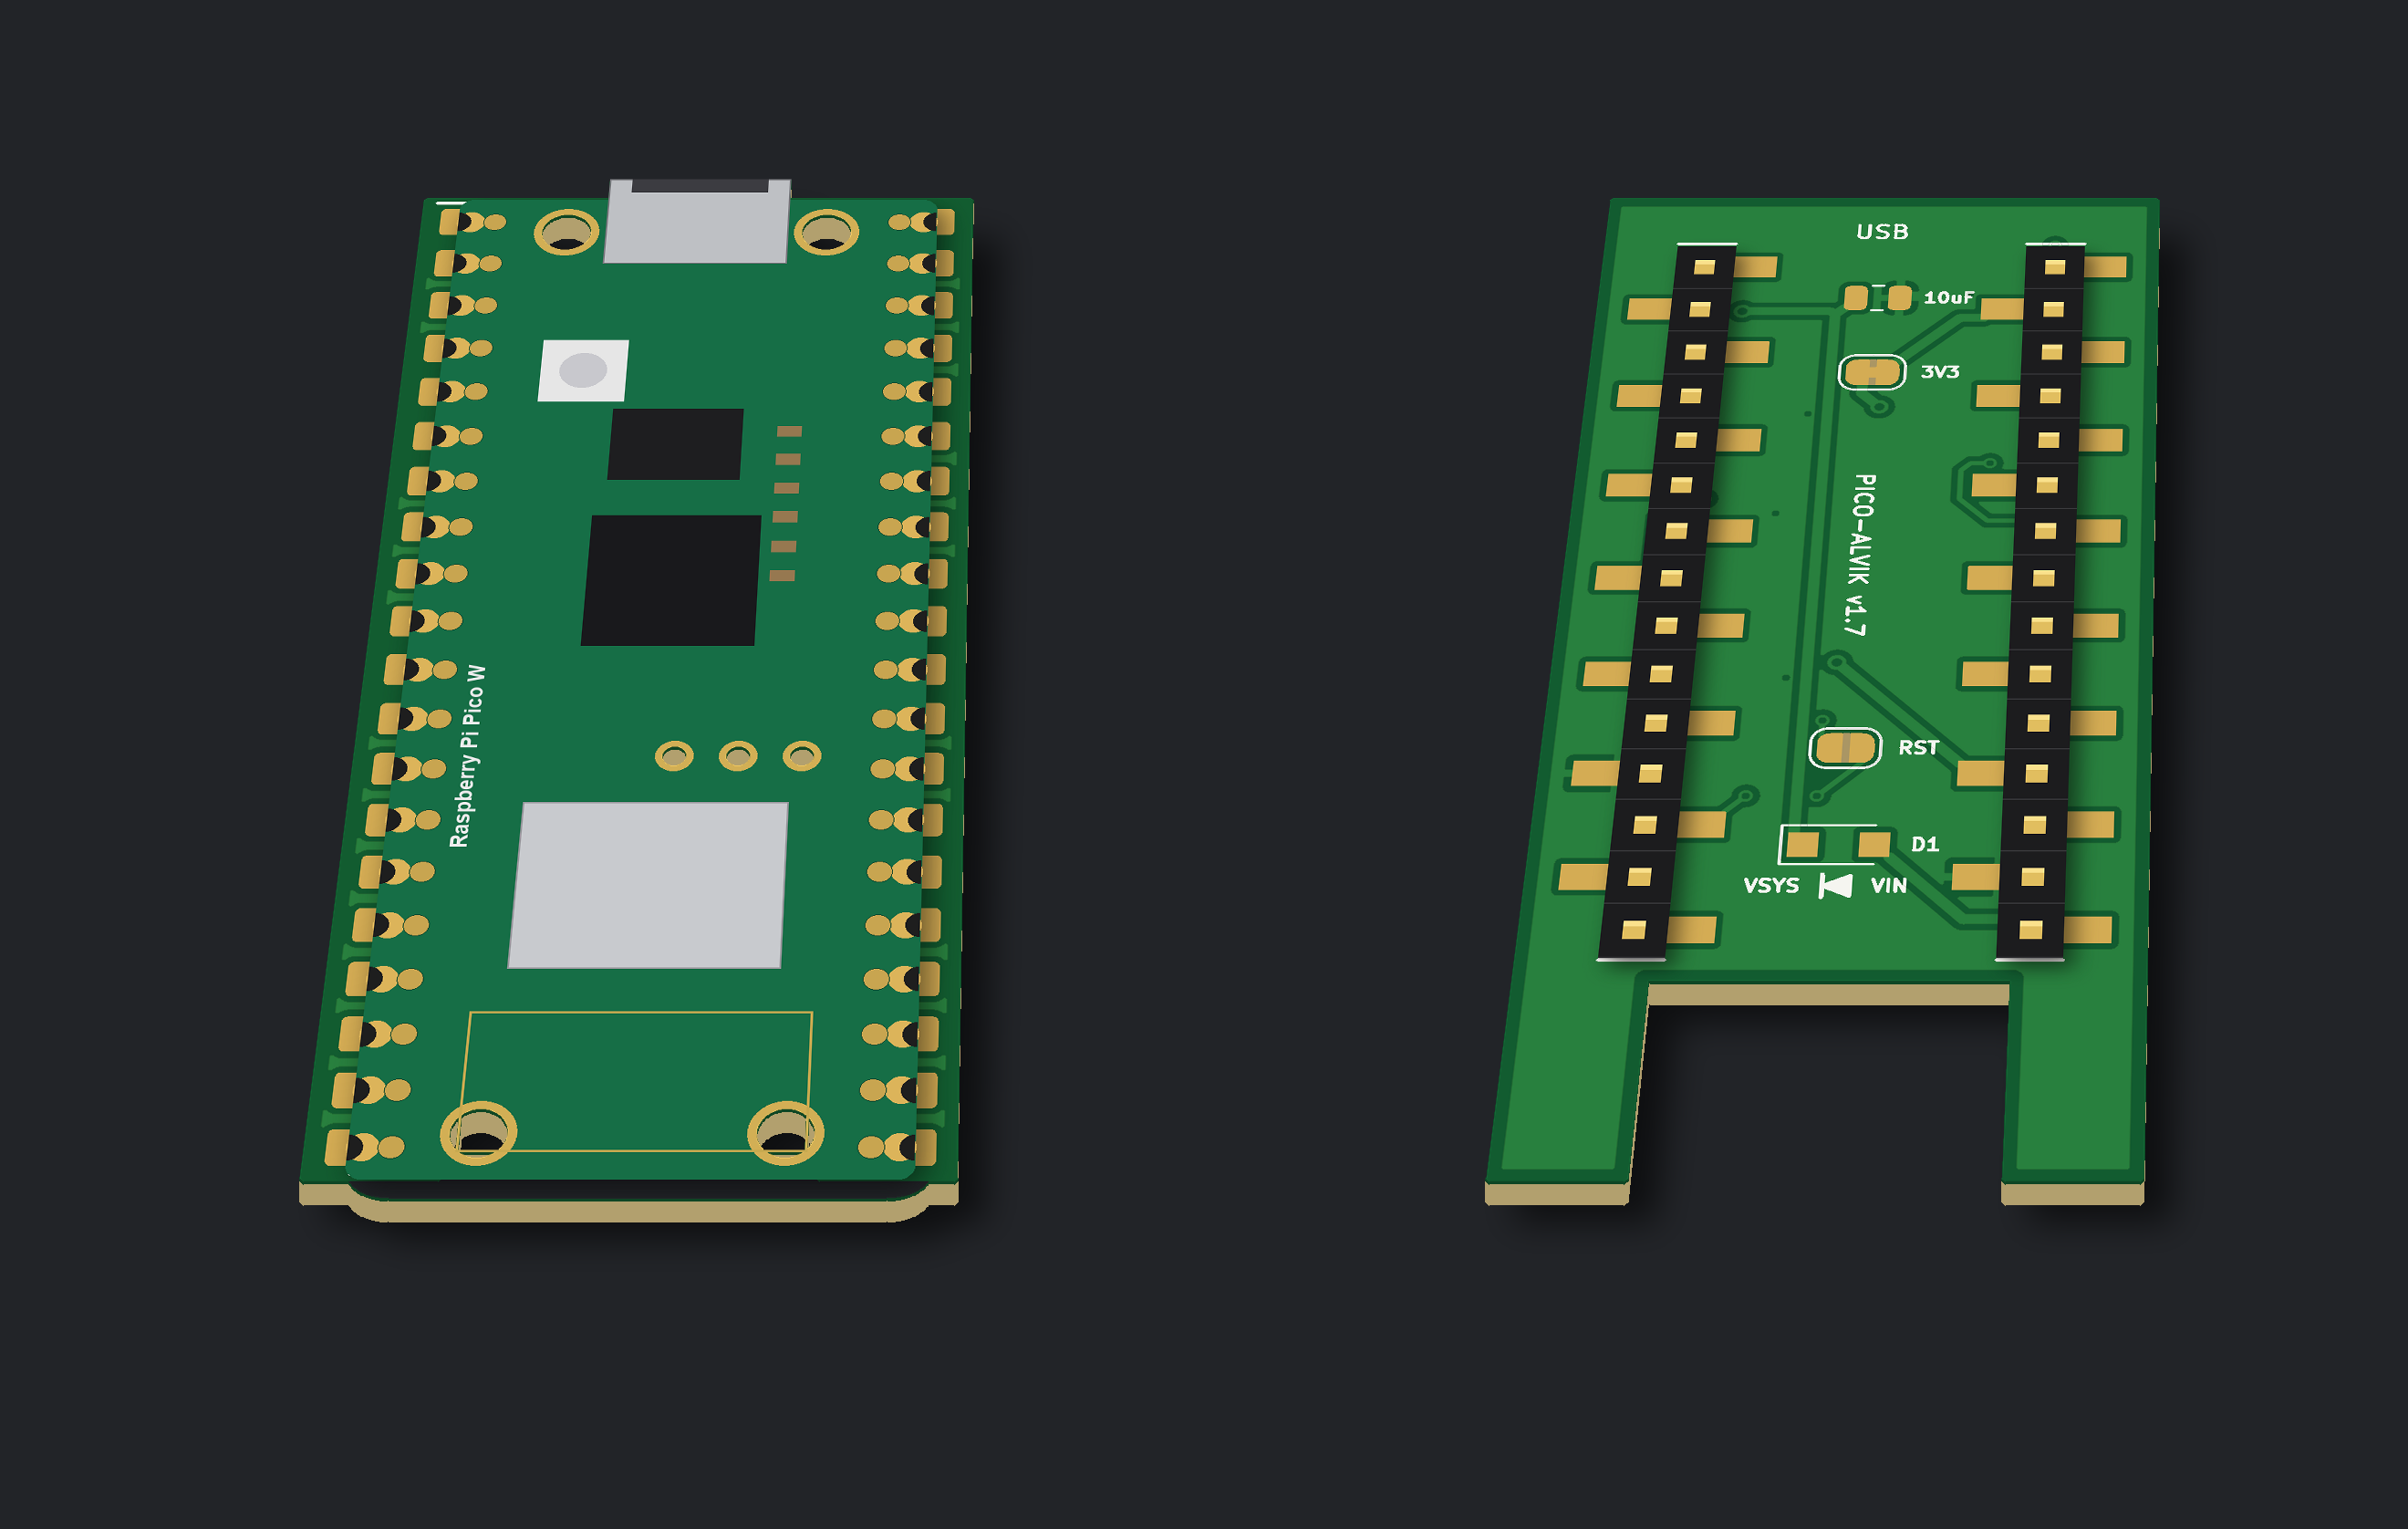 Raspberry Pi Pico W
USB
10uF
3V3
PICO-ALVIK v1.7
RST
D1
VSYS VIN